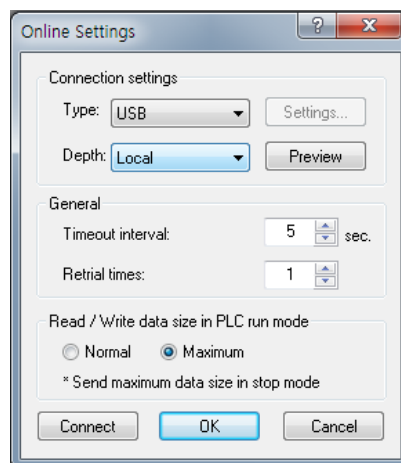 Online Settings
Connection settings
Type: USB Settings...
Depth: Local Preview
General
Timeout interval: 5 sec.
Retrial times: 1
Read / Write data size in PLC run mode
Normal Maximum
* Send maximum data size in stop mode
Connect OK Cancel